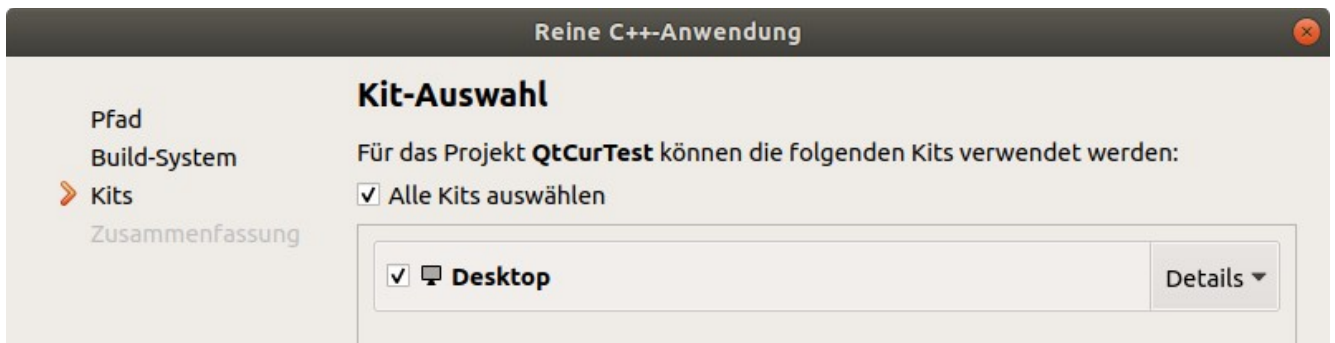 Reine C++-Anwendung
Pfad
Build-System
Kits
Zusammenfassung
Kit-Auswahl
Für das Projekt QtCurTest können die folgenden Kits verwendet werden:
Alle Kits auswählen
Desktop
Details